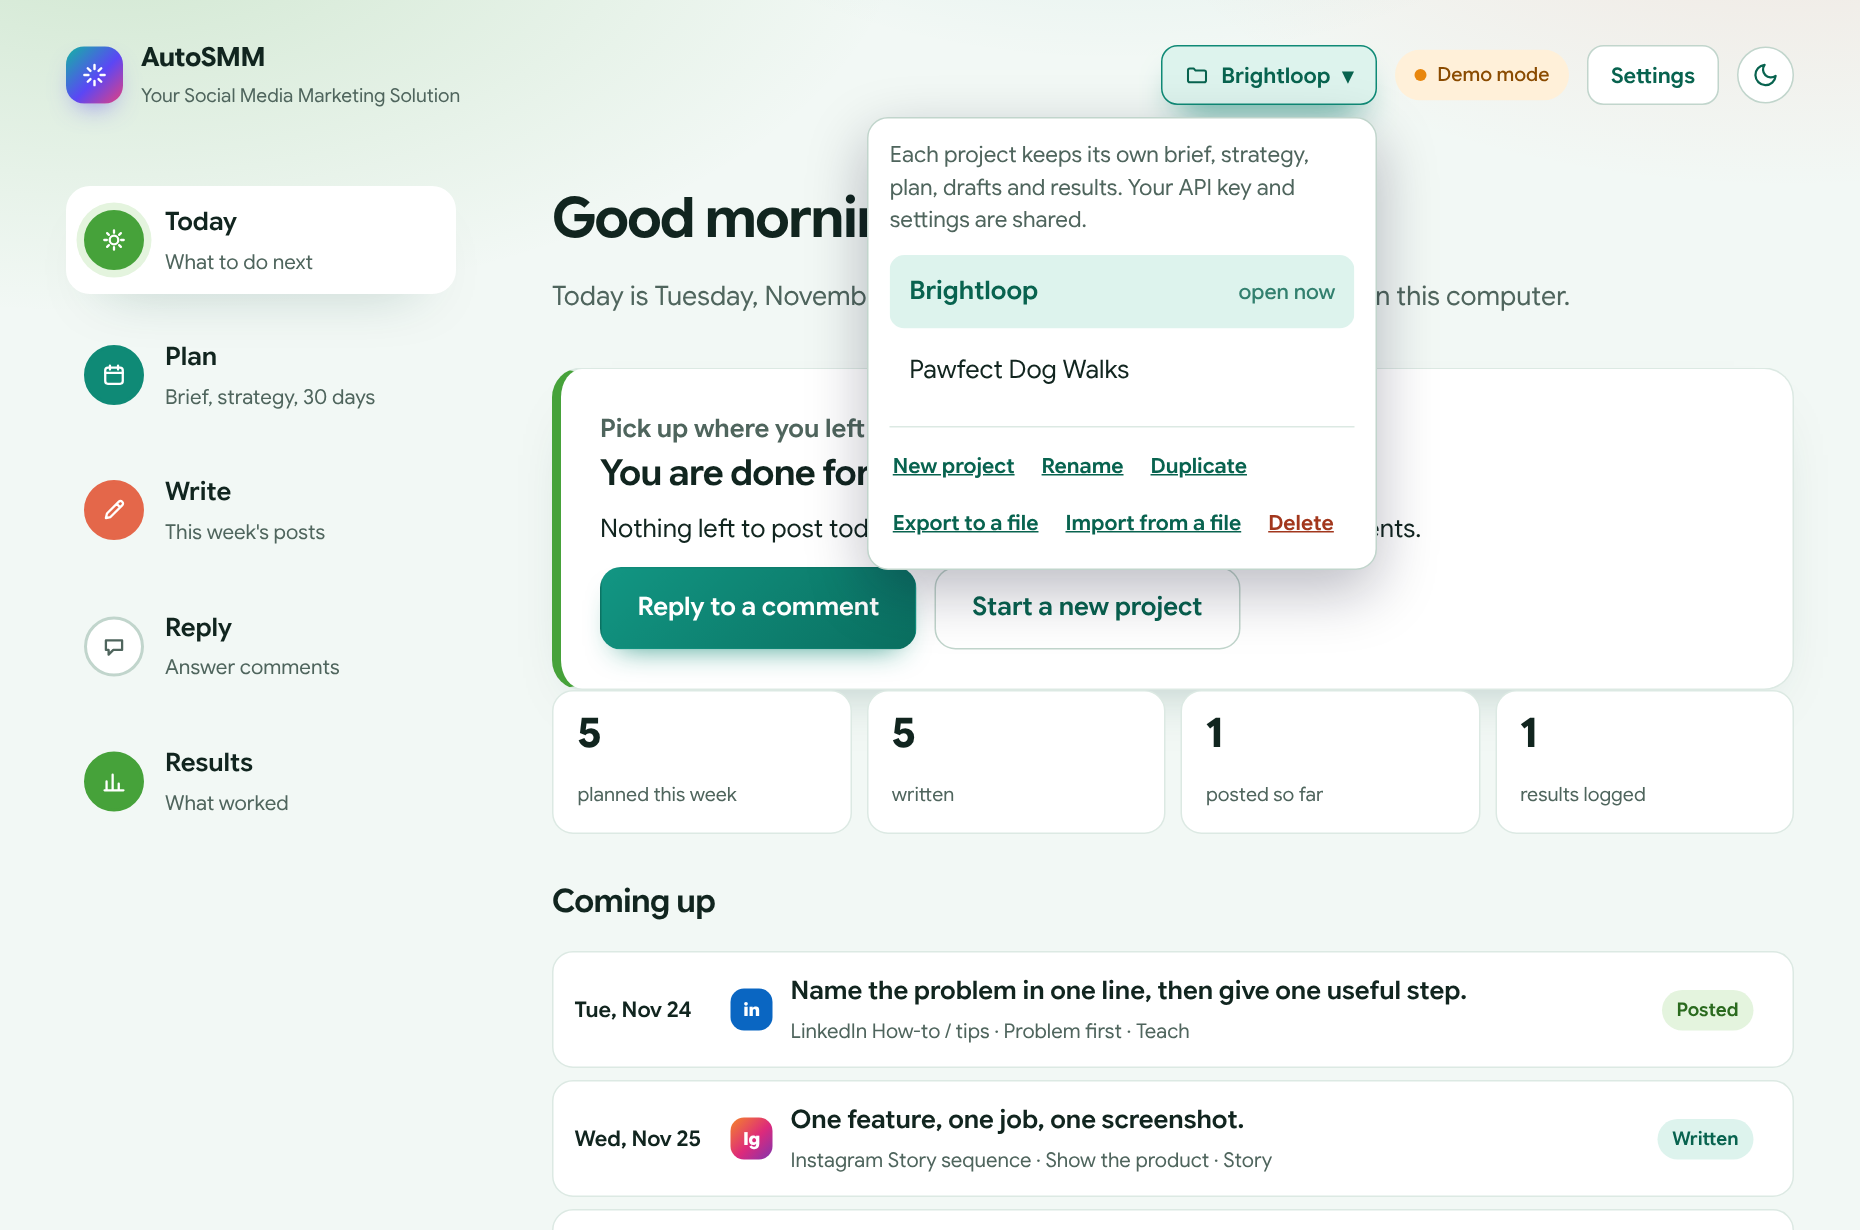 AutoSMM
Your Social Media Marketing Solution
Brightloop ▼
Demo mode
Settings
Each project keeps its own brief, strategy,
plan, drafts and results. Your API key and
settings are shared.
Brightloop open now
Pawfect Dog Walks
New project Rename Duplicate
Export to a file Import from a file Delete
Today
What to do next
Plan
Brief, strategy, 30 days
Write
This week's posts
Reply
Answer comments
Results
What worked
Good
Today is Tuesday, this computer.
Pick up where you left
You are done for
Nothing left to post
Reply to a comment
Start a new project
5
planned this week
5
written
1
posted so far
1
results logged
Coming up
Tue, Nov 24
in
Name the problem in one line, then give one useful step.
LinkedIn How-to / tips · Problem first · Teach
Posted
Wed, Nov 25
Ig
One feature, one job, one screenshot.
Instagram Story sequence · Show the product · Story
Written